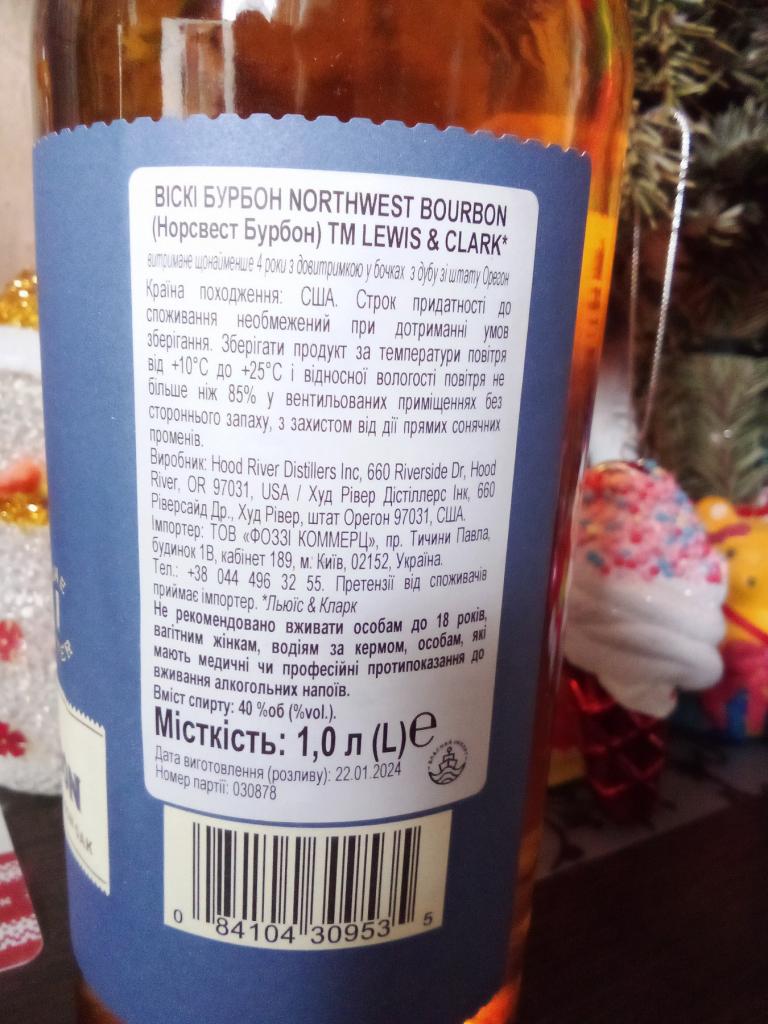 ВІСКІ БУРБОН NORTHWEST BOURBON
(Норсвест Бурбон) TM LEWIS & CLARK*
витримане щонайменше 4 роки з довитримкою у бочках з дубу зі штату Орегон
Країна походження: США. Строк придатності до
споживання необмежений при дотриманні умов
зберігання. Зберігати продукт за температури повітря
від +10°C до +25°C і відносної вологості повітря не
більше ніж 85% у вентильованих приміщеннях без
стороннього запаху, з захистом від дії прямих сонячних
променів.
Виробник: Hood River Distillers Inc, 660 Riverside Dr, Hood
River, OR 97031, USA / Худ Рівер Дістіллерс Інк, 660
Ріверсайд Др., Худ Рівер, штат Орегон 97031, США.
Імпортер: ТОВ «ФОЗЗІ КОММЕРЦ», пр. Тичини Павла,
будинок 1В, кабінет 189, м. Київ, 02152, Україна.
Тел.: +38 044 496 32 55. Претензії від споживачів
приймає імпортер. *Льюїс & Кларк
Не рекомендовано вживати особам до 18 років,
вагітним жінкам, водіям за кермом, особам, які
мають медичні чи професійні протипоказання до
вживання алкогольних напоїв.
Вміст спирту: 40 %об (%vol.).
Місткість: 1,0 л (L) e
Дата виготовлення (розливу): 22.01.2024
Номер партії: 030878
0 84104 30953 5